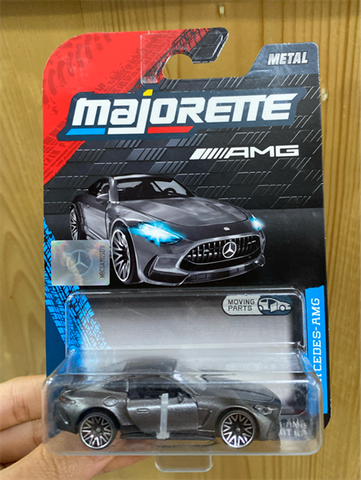 METAL
majorette
AMG
MOVING
PARTS
CEDES-AMG